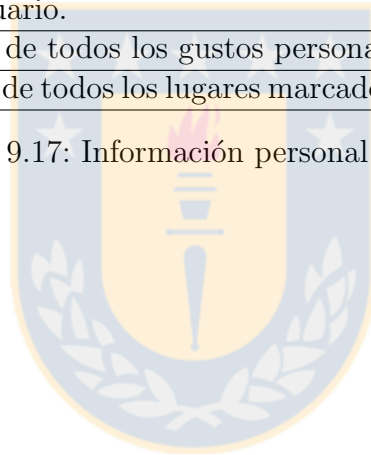 uario.
de todos los gustos persona
de todos los lugares marcad
9.17: Información personal